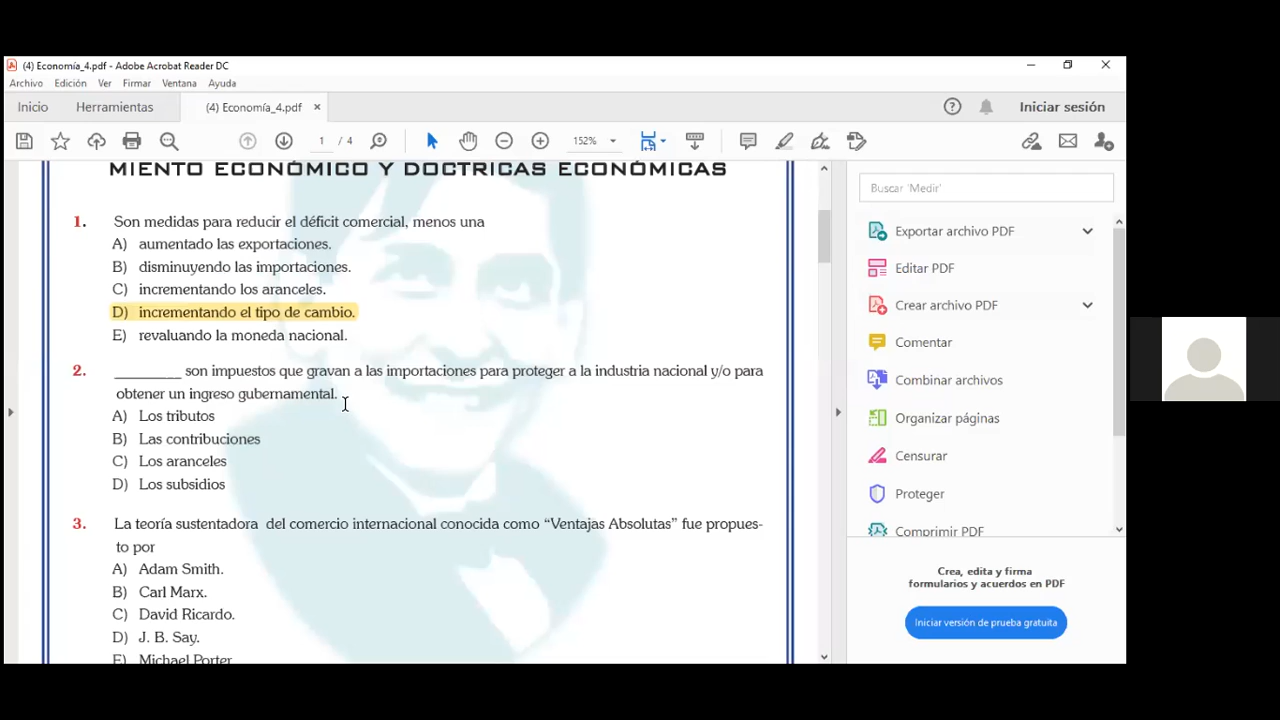 (4) Economía_4.pdf - Adobe Acrobat Reader DC
Archivo Edición Ver Firmar Ventana Ayuda
Inicio Herramientas (4) Economía_4.pdf × Iniciar sesión
1 / 4 152%
MIENTO ECONÓMICO Y DOCTRICAS ECONÓMICAS
1. Son medidas para reducir el déficit comercial, menos una
A) aumentado las exportaciones.
B) disminuyendo las importaciones.
C) incrementando los aranceles.
D) incrementando el tipo de cambio.
E) revaluando la moneda nacional.
2. _________ son impuestos que gravan a las importaciones para proteger a la industria nacional y/o para
obtener un ingreso gubernamental.
A) Los tributos
B) Las contribuciones
C) Los aranceles
D) Los subsidios
3. La teoría sustentadora del comercio internacional conocida como “Ventajas Absolutas” fue propues-
to por
A) Adam Smith.
B) Carl Marx.
C) David Ricardo.
D) J. B. Say.
E) Michael Porter
Buscar 'Medir'
Exportar archivo PDF
Editar PDF
Crear archivo PDF
Comentar
Combinar archivos
Organizar páginas
Censurar
Proteger
Comprimir PDF
Crea, edita y firma
formularios y acuerdos en PDF
Iniciar versión de prueba gratuita